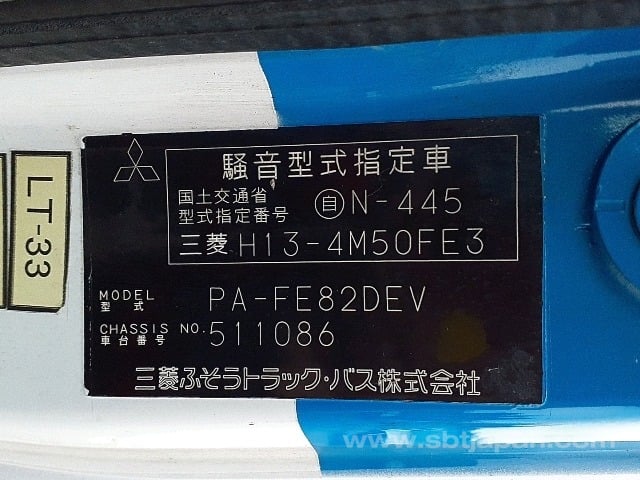 騒音型式指定車
国土交通省
型式指定番号 自N-445
三菱 H13-4M50FE3
MODEL
型式 PA-FE82DEV
CHASSIS NO. 511086
車台番号
三菱ふそうトラック・バス株式会社
LT-33
www.sbtjapan.com